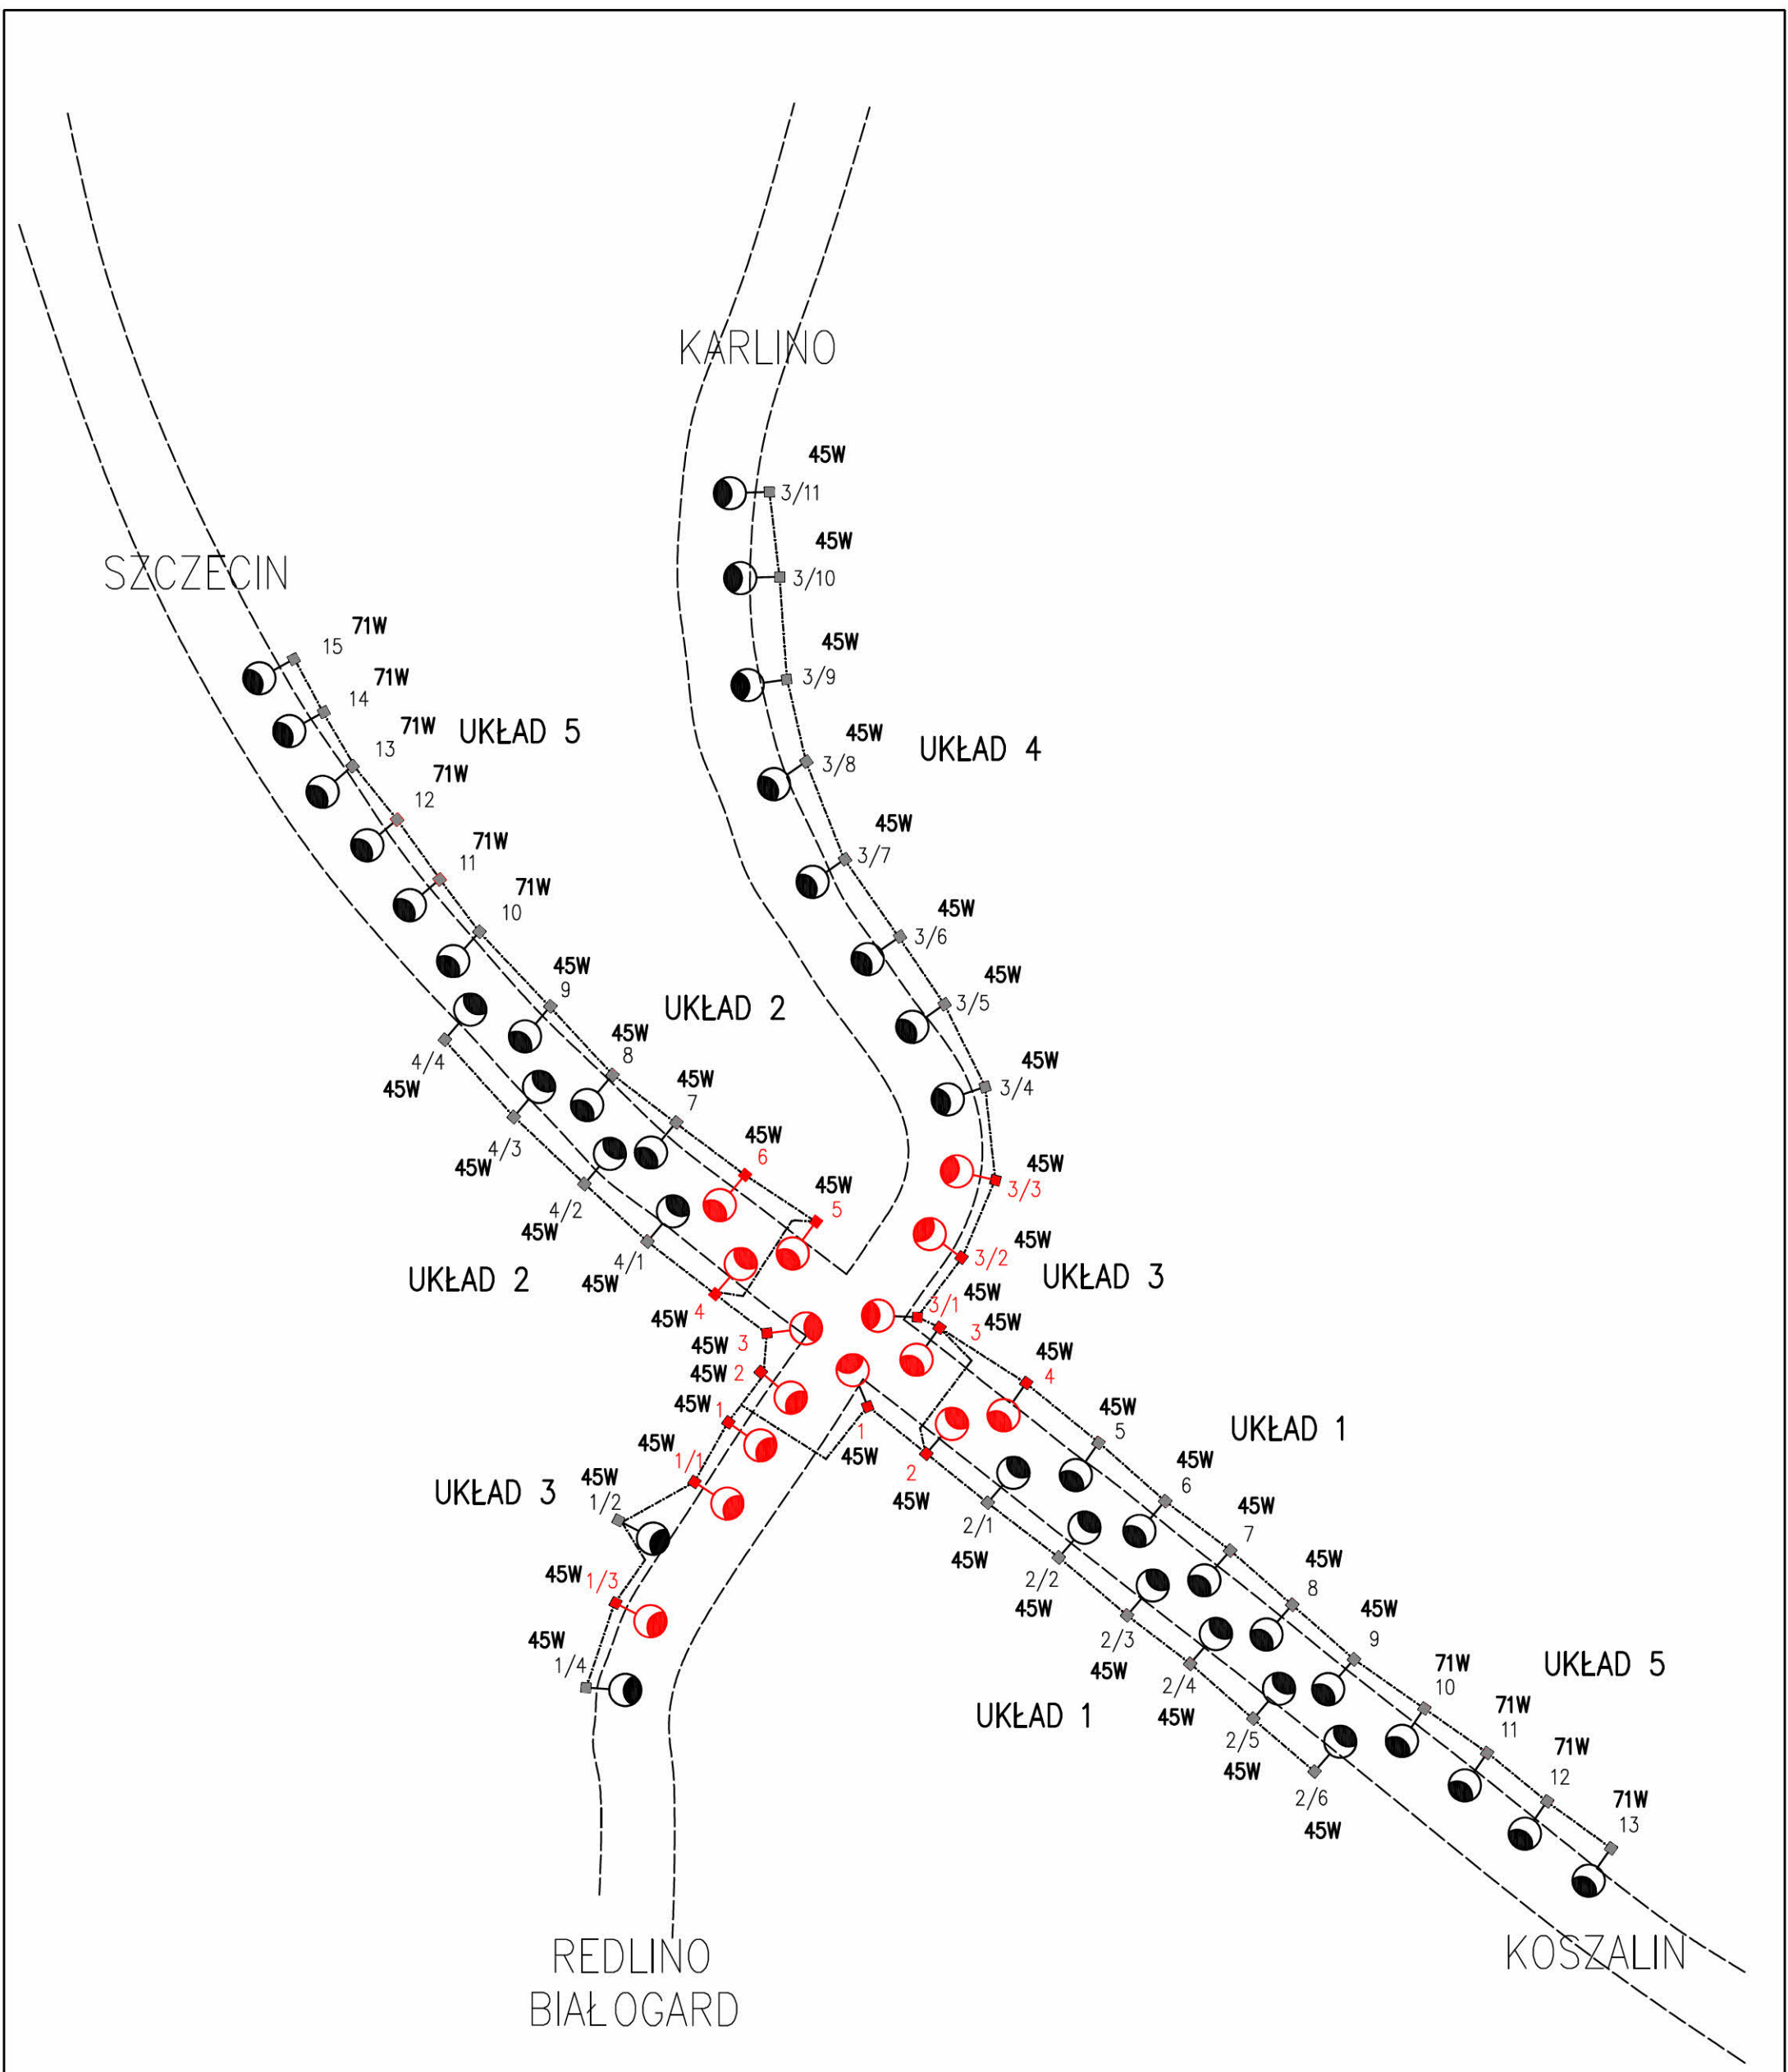 KARLINO
45W
3/11
45W
3/10
SZCZECIN
71W
15
45W
3/9
71W
14
71W
13
UKŁAD 5
45W
3/8
UKŁAD 4
71W
12
45W
3/7
71W
11
71W
10
45W
3/6
45W
9
UKŁAD 2
45W
3/5
45W
8
4/4
45W
45W
3/4
45W
7
4/3
45W
45W
6
45W
3/3
45W
5
4/2
45W
45W
3/2
4/1
45W
UKŁAD 2
UKŁAD 3
45W
3/1
4
45W
45W
3
3
45W
45W
4
2
45W
1
45W
1
45W
45W
5
UKŁAD 1
45W
1/1
2
45W
45W
6
45W
1/2
UKŁAD 3
2/1
45W
45W
7
45W
1/3
2/2
45W
45W
8
45W
1/4
2/3
45W
45W
9
UKŁAD 5
2/4
45W
71W
10
UKŁAD 1
2/5
45W
71W
11
71W
12
2/6
45W
71W
13
REDLINO
BIAŁOGARD
KOSZALIN